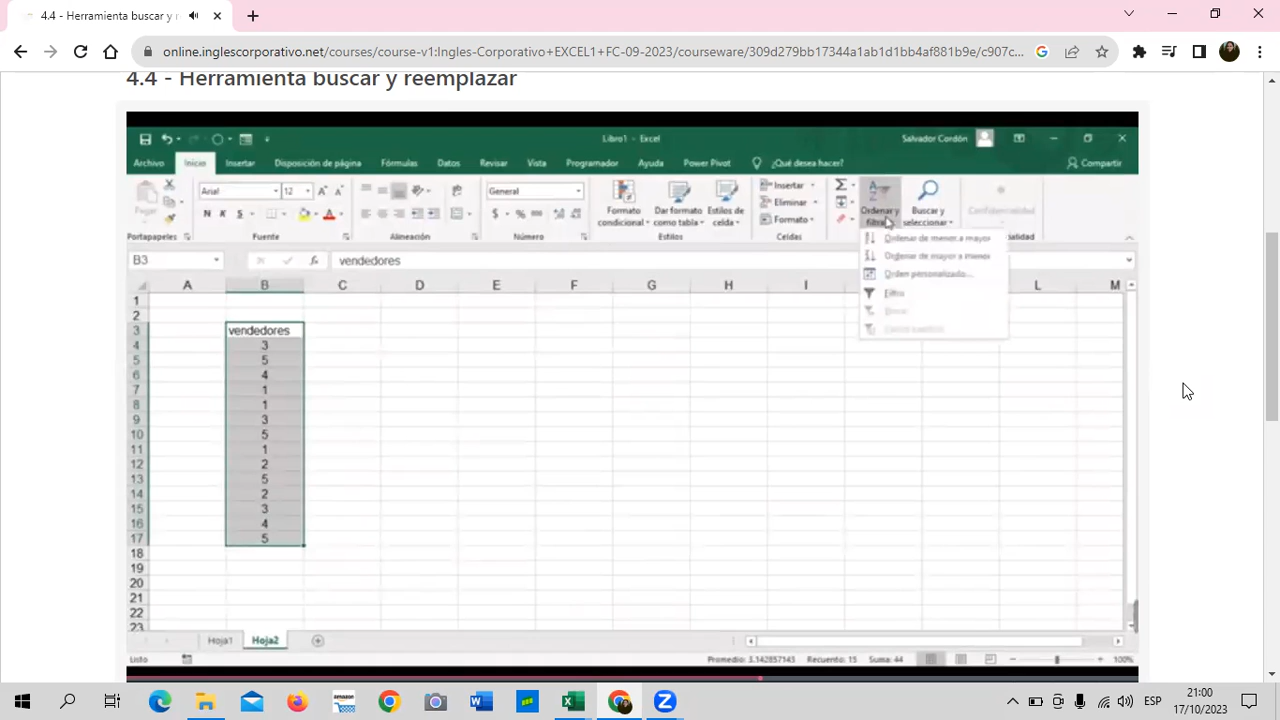 4.4 - Herramienta buscar y r
online.inglescorporativo.net/courses/course-v1:Ingles-Corporativo+EXCEL1+FC-09-2023/courseware/309d279bb17344a1ab1d1bb4af881b9e/c907c...
4.4 - Herramienta buscar y reemplazar
Libro1 - Excel
Salvador Cordón
Archivo Inicio Insertar Disposición de página Fórmulas Datos Revisar Vista Programador Ayuda Power Pivot ¿Qué desea hacer? Compartir
Pegar
Arial 12
General
Formato condicional
Dar formato como tabla
Estilos de celda
Insertar
Eliminar
Formato
Ordenar y filtrar
Buscar y seleccionar
Confidencialidad
N K S
$ % 000
Portapapeles Fuente Alineación Número Estilos Celdas ialidad
Ordenar de menor a mayor
Ordenar de mayor a menor
Orden personalizado...
Filtro
Borrar
B3 fx vendedores
A B C D E F G H I L M
1
2
3 vendedores
4 3
5 5
6 4
7 1
8 1
9 3
10 5
11 1
12 2
13 5
14 2
15 3
16 4
17 5
18
19
20
21
22
23
Hoja1 Hoja2
Listo
Promedio: 3.142857143 Recuento: 15 Suma: 44 100%
amazon
ESP
21:00
17/10/2023